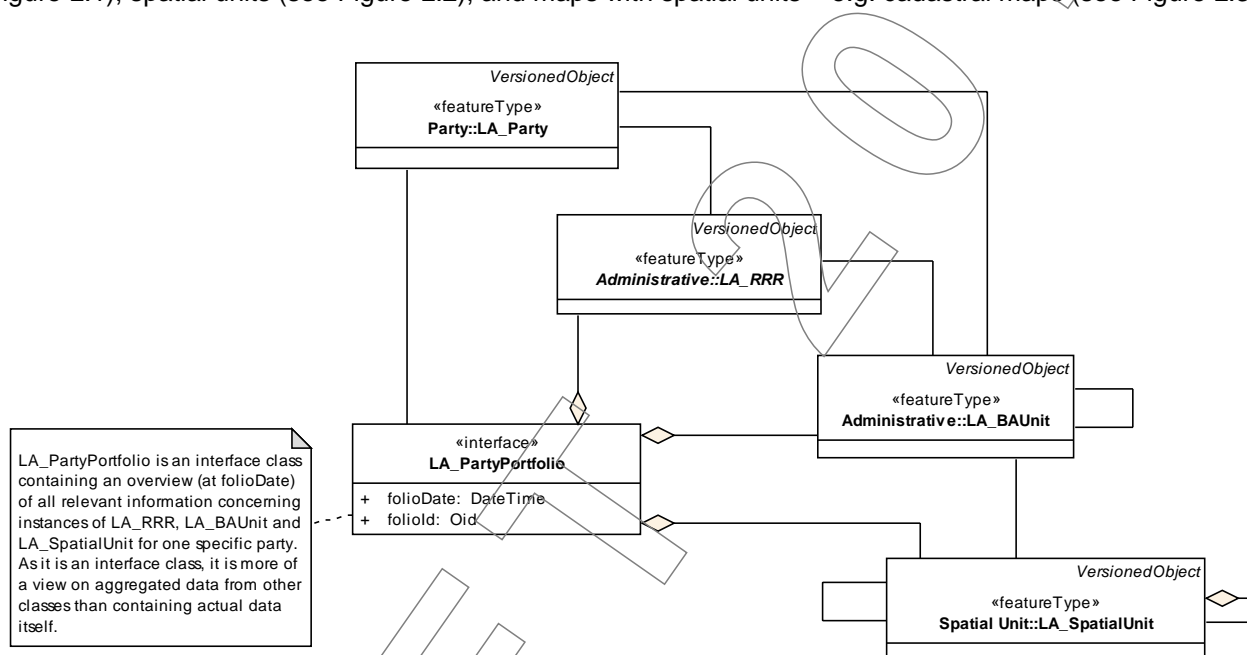 igure L.1), spatial units (see Figure L.2), and maps with spatial units – e.g. cadastral maps (see Figure L.3
VersionedObject
«featureType»
Party::LA_Party
VersionedObject
«featureType»
Administrative::LA_RRR
VersionedObject
«featureType»
Administrative::LA_BAUnit
«interface»
LA_PartyPortfolio
+ folioDate: DateTime
+ folioId: Oid
LA_PartyPortfolio is an interface class
containing an overview (at folioDate)
of all relevant information concerning
instances of LA_RRR, LA_BAUnit and
LA_SpatialUnit for one specific party.
As it is an interface class, it is more of
a view on aggregated data from other
classes than containing actual data
itself.
VersionedObject
«featureType»
Spatial Unit::LA_SpatialUnit